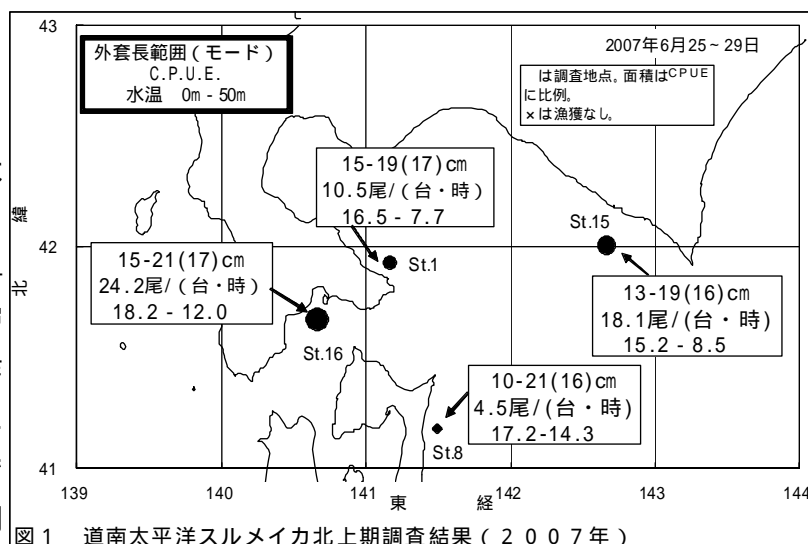 外套長範囲（モード）
C.P.U.E.
水温 0m - 50m
2007年6月25～29日
は調査地点。面積はCPUE
に比例。
×は漁獲なし。
15-19(17)cm
10.5尾/(台・時)
16.5 - 7.7
St.1
St.15
15-21(17)cm
24.2尾/(台・時)
18.2 - 12.0
St.16
13-19(16)cm
18.1尾/(台・時)
15.2 - 8.5
10-21(16)cm
4.5尾/(台・時)
17.2-14.3
St.8
43
42
41
北緯
139
140
141
142
143
144
東経
図１ 道南太平洋スルメイカ北上期調査結果（２００７年）